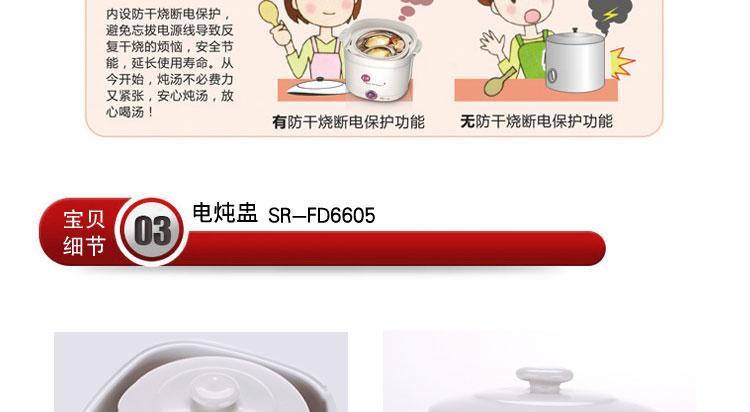 内设防干烧断电保护,
避免忘拔电源线导致反
复干烧的烦恼,安全节
能,延长使用寿命。从
今开始,炖汤不必费力
又紧张,安心炖汤,放
心喝汤!
有防干烧断电保护功能
无防干烧断电保护功能
电炖盅 SR-FD6605
宝贝
细节
03